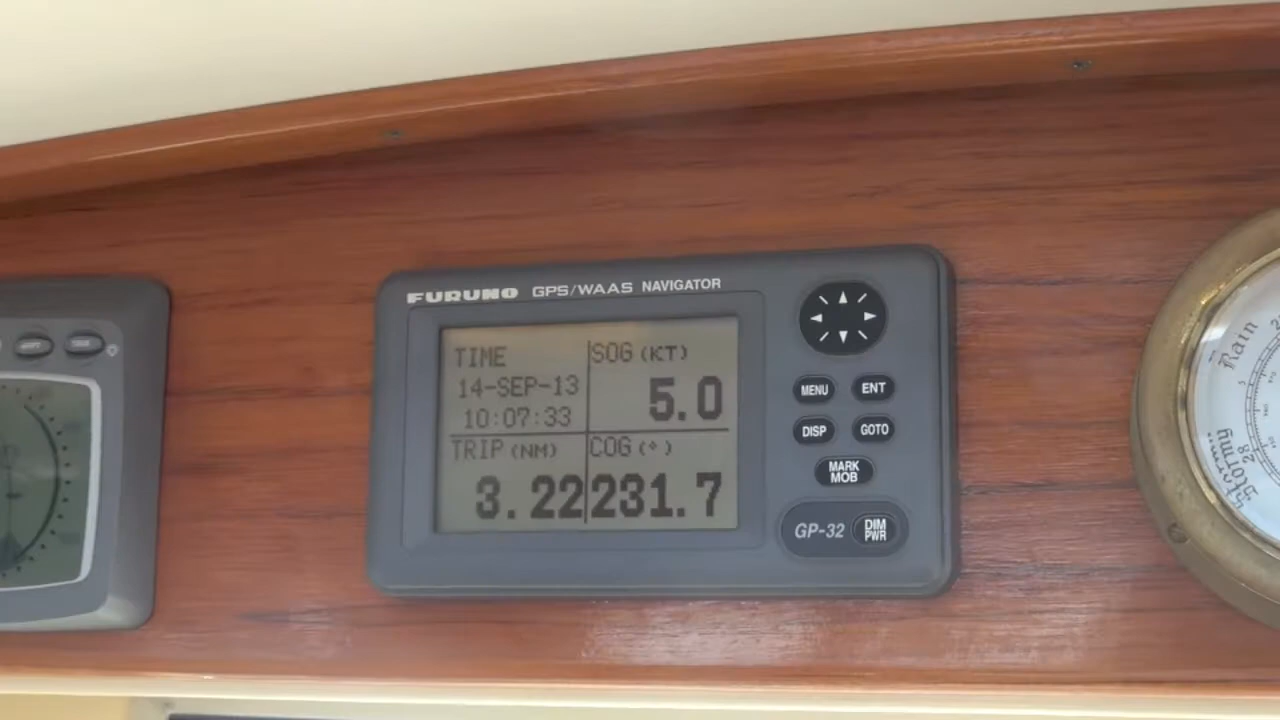 FURUNO GPS/WAAS NAVIGATOR
TIME
14-SEP-13
10:07:33
SOG (KT)
5.0
TRIP (NM)
3.22
COG (°)
231.7
MENU
ENT
DISP
GOTO
MARK
MOB
GP-32
DIM
PWR
Rain
Stormy
28